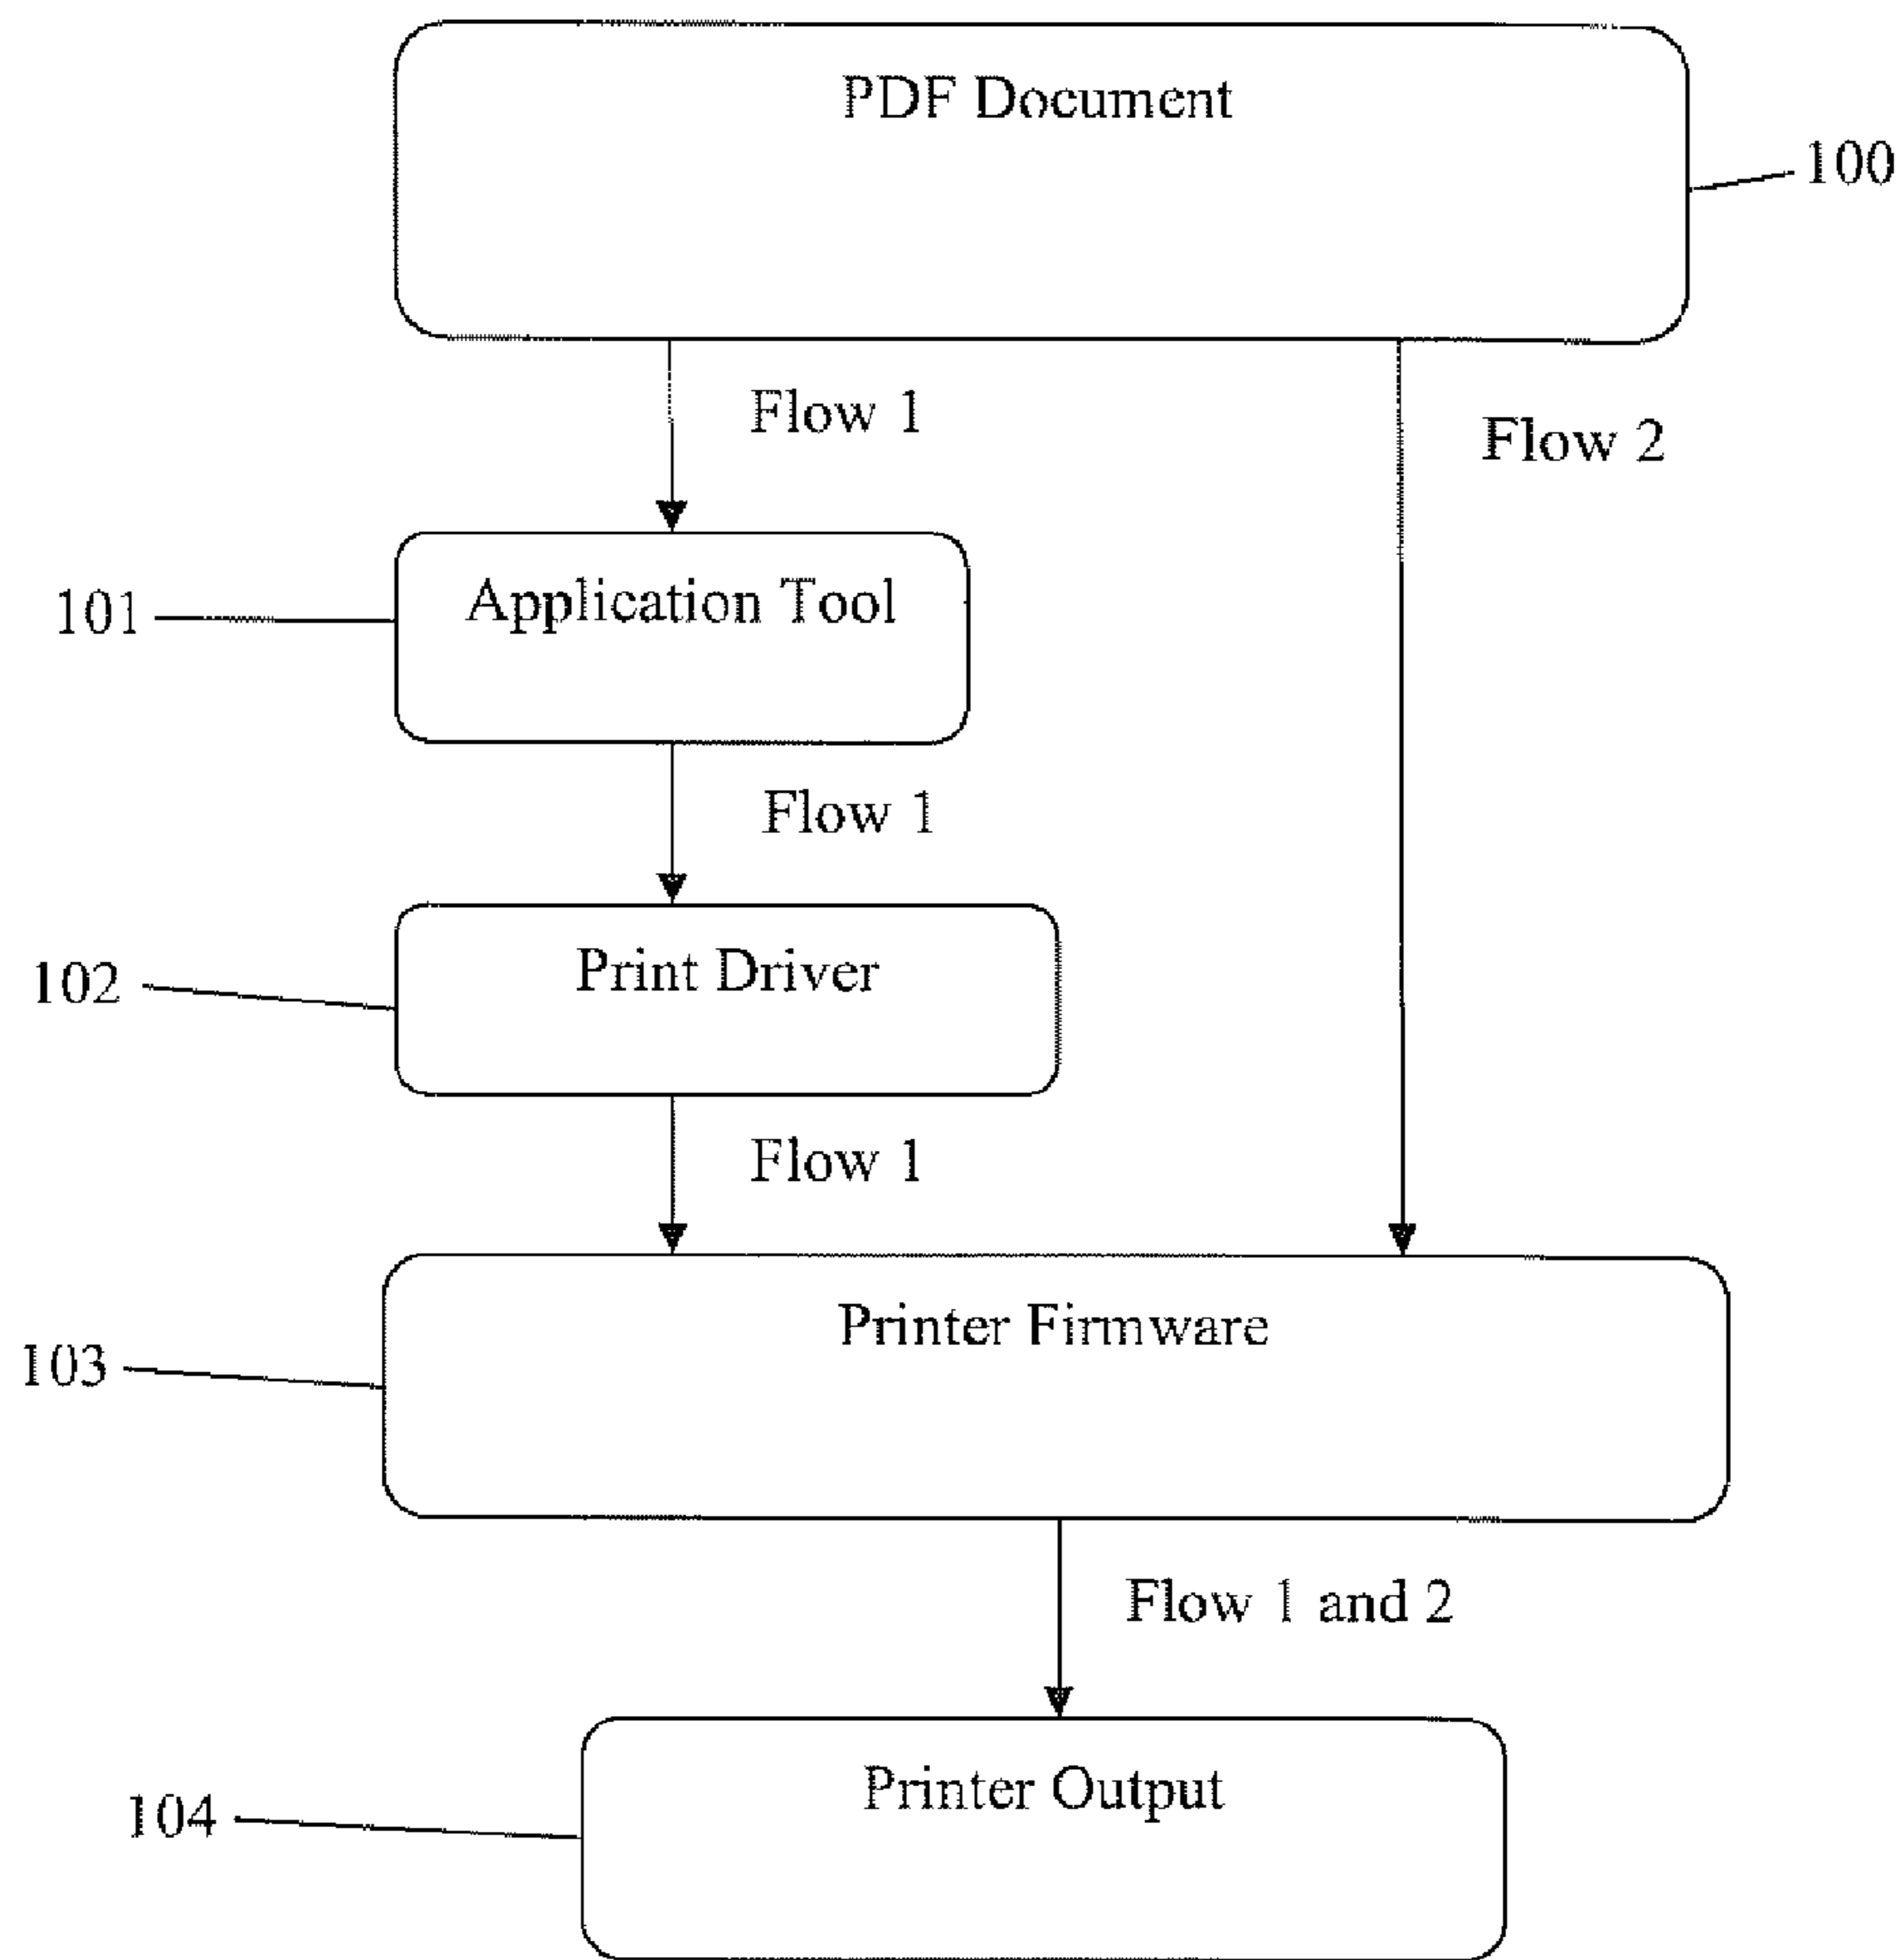 PDF Document
100
Flow 1
Flow 2
Application Tool
101
Flow 1
Print Driver
102
Flow 1
Printer Firmware
103
Flow 1 and 2
Printer Output
104